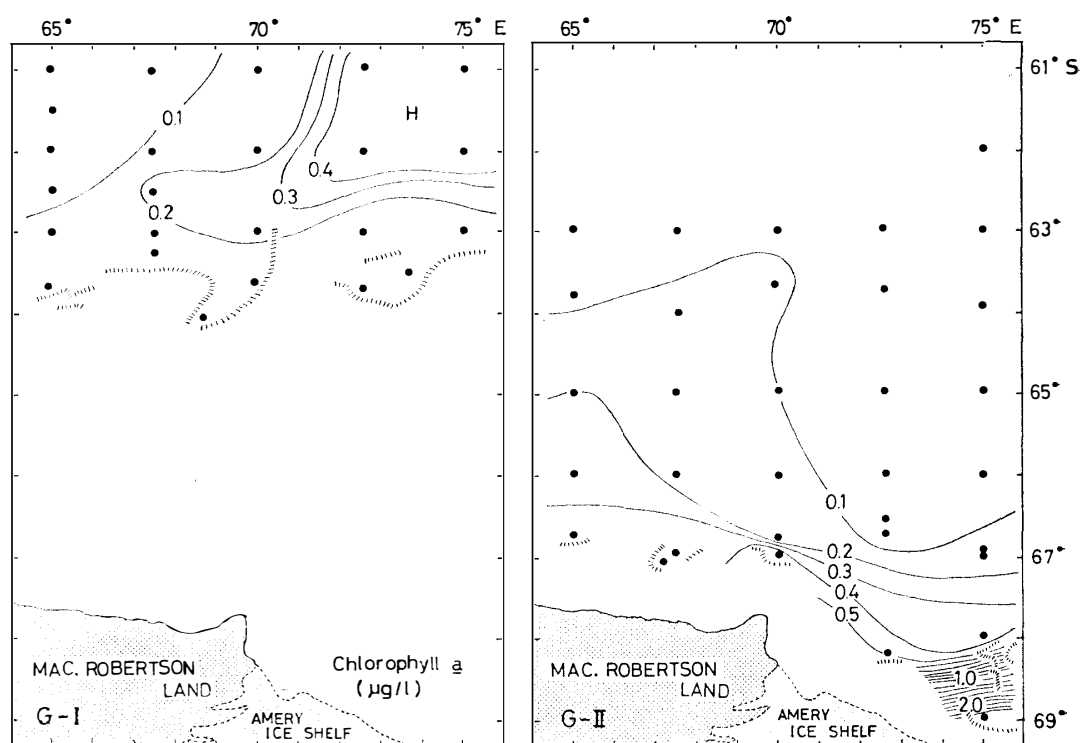 65° 70° 75° E
0.1
H
0.4
0.3
0.2
MAC. ROBERTSON
LAND
Chlorophyll a
(µg/l)
G-I
AMERY
ICE SHELF
65° 70° 75° E
61° S
63°
65°
0.1
0.2
67°
0.3
0.4
0.5
MAC. ROBERTSON
LAND
1.0
2.0
G-II
AMERY
ICE SHELF
69°